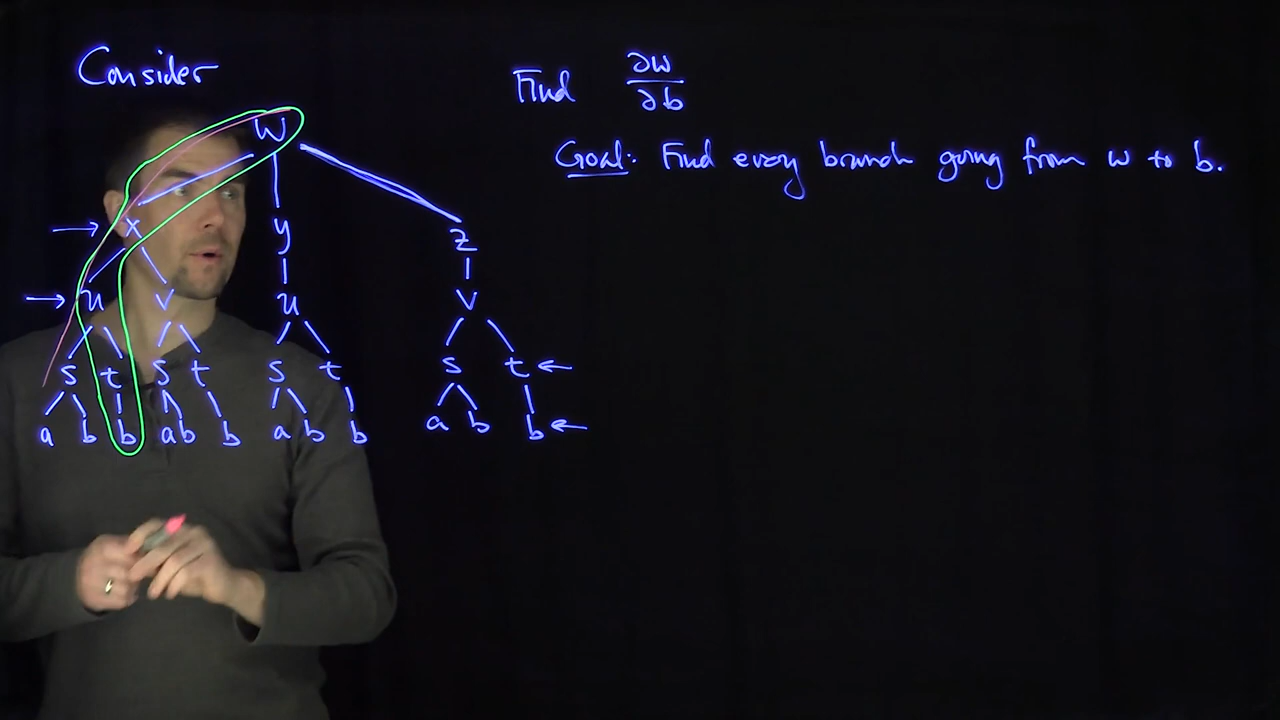 Consider
Find ∂w/∂b
Goal: Find every branch going from w to b.
w
x y z
u v u v
s t s t s t s t
a b b a b b a b b a b b